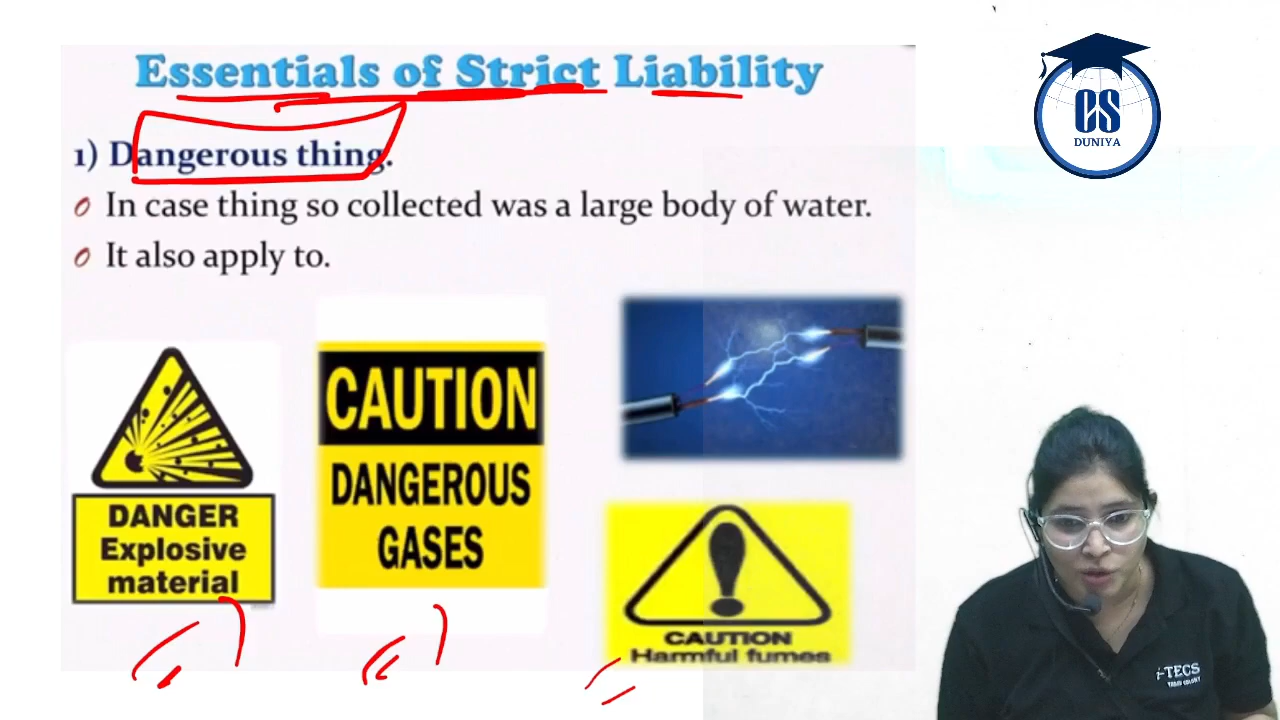 Essentials of Strict Liability
1) Dangerous thing.
In case thing so collected was a large body of water.
It also apply to.
DANGER
Explosive
material
CAUTION
DANGEROUS
GASES
CAUTION
Harmful fumes
CS
DUNIYA
i-TECS